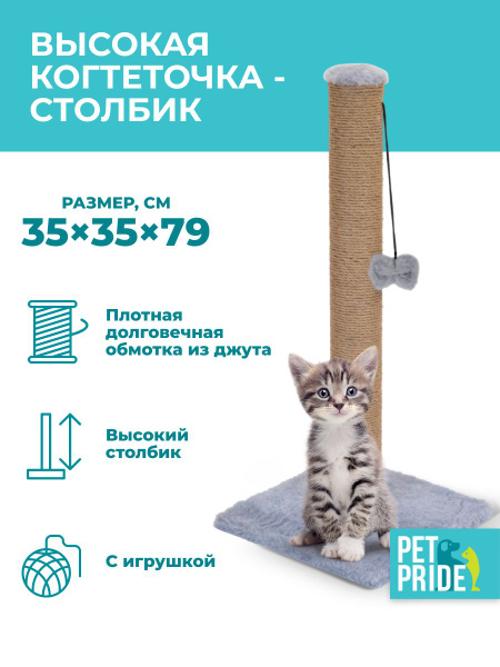 ВЫСОКАЯ
КОГТЕТОЧКА -
СТОЛБИК
РАЗМЕР, СМ
35×35×79
Плотная
долговечная
обмотка из джута
Высокий
столбик
С игрушкой
PET
PRIDE